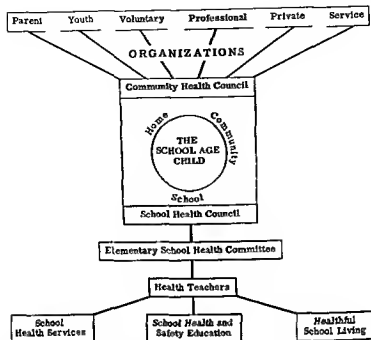 Parent Youth Voluntary Professional Private Service
ORGANIZATIONS
Community Health Council
Home Community
THE
SCHOOL AGE
CHILD
School
School Health Council
Elementary School Health Committee
Health Teachers
School
Health Services
School Health and
Safety Education
Healthful
School Living